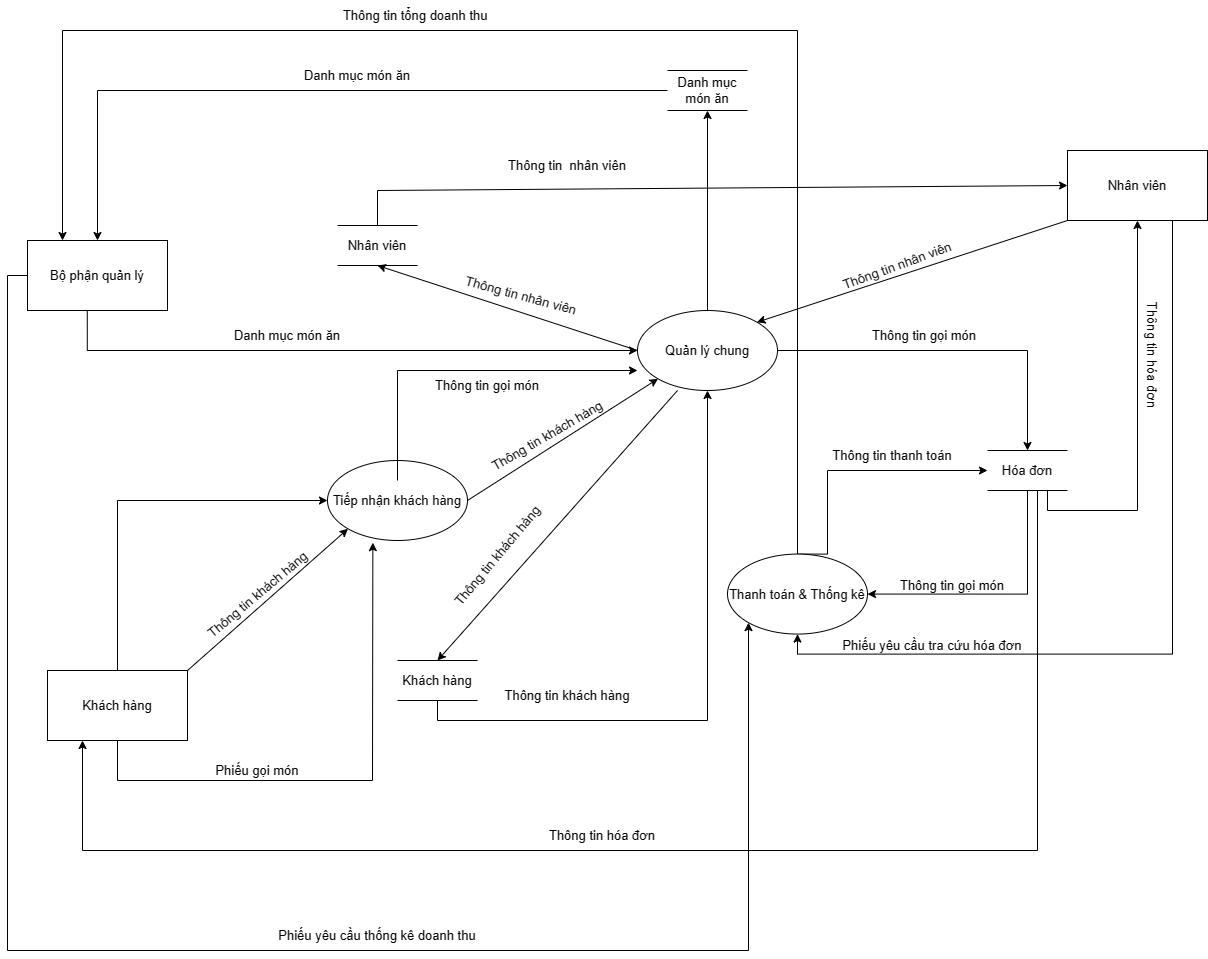 Thông tin tổng doanh thu
Danh mục món ăn
Danh mục
món ăn
Thông tin  nhân viên
Nhân viên
Nhân viên
Thông tin nhân viên
Bộ phận quản lý
Thông tin nhân viên
Danh mục món ăn
Quản lý chung
Thông tin gọi món
Thông tin hóa đơn
Thông tin gọi món
Thông tin khách hàng
Thông tin thanh toán
Hóa đơn
Tiếp nhận khách hàng
Thông tin khách hàng
Thông tin khách hàng
Thông tin gọi món
Thanh toán & Thống kê
Phiếu yêu cầu tra cứu hóa đơn
Khách hàng
Khách hàng
Thông tin khách hàng
Phiếu gọi món
Thông tin hóa đơn
Phiếu yêu cầu thống kê doanh thu